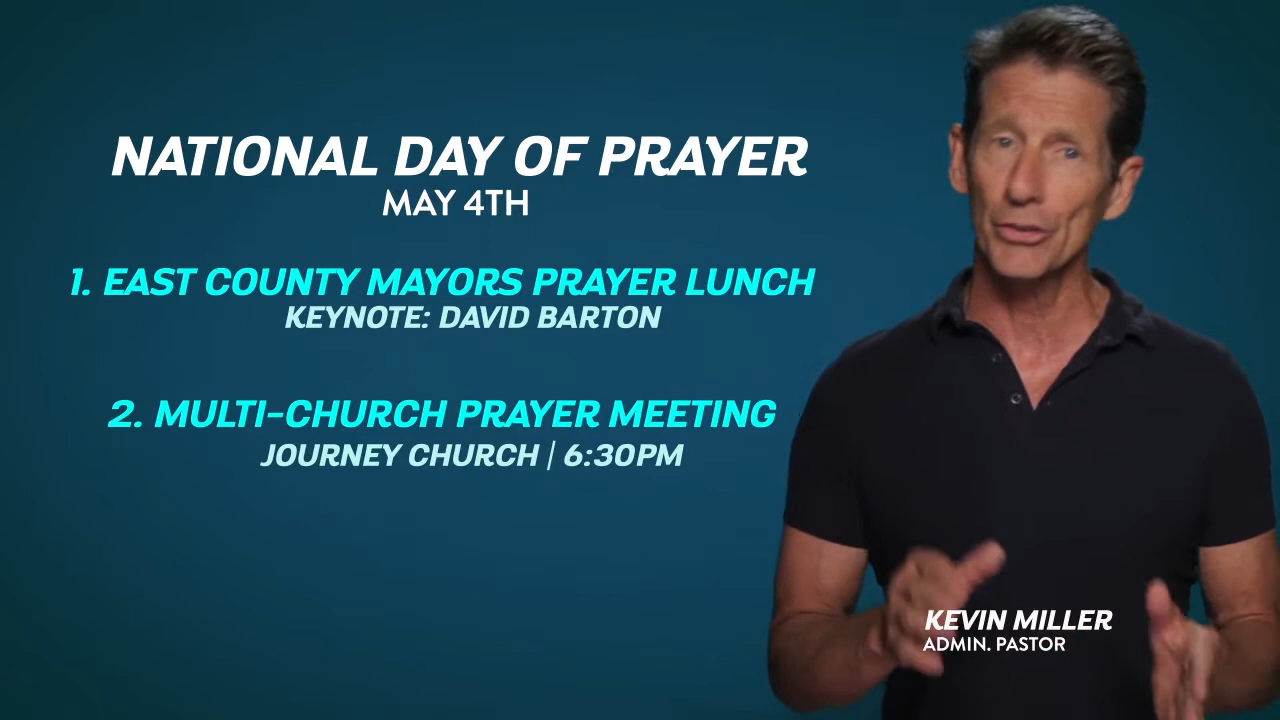 NATIONAL DAY OF PRAYER
MAY 4TH
1. EAST COUNTY MAYORS PRAYER LUNCH
KEYNOTE: DAVID BARTON
2. MULTI-CHURCH PRAYER MEETING
JOURNEY CHURCH | 6:30PM
KEVIN MILLER
ADMIN. PASTOR